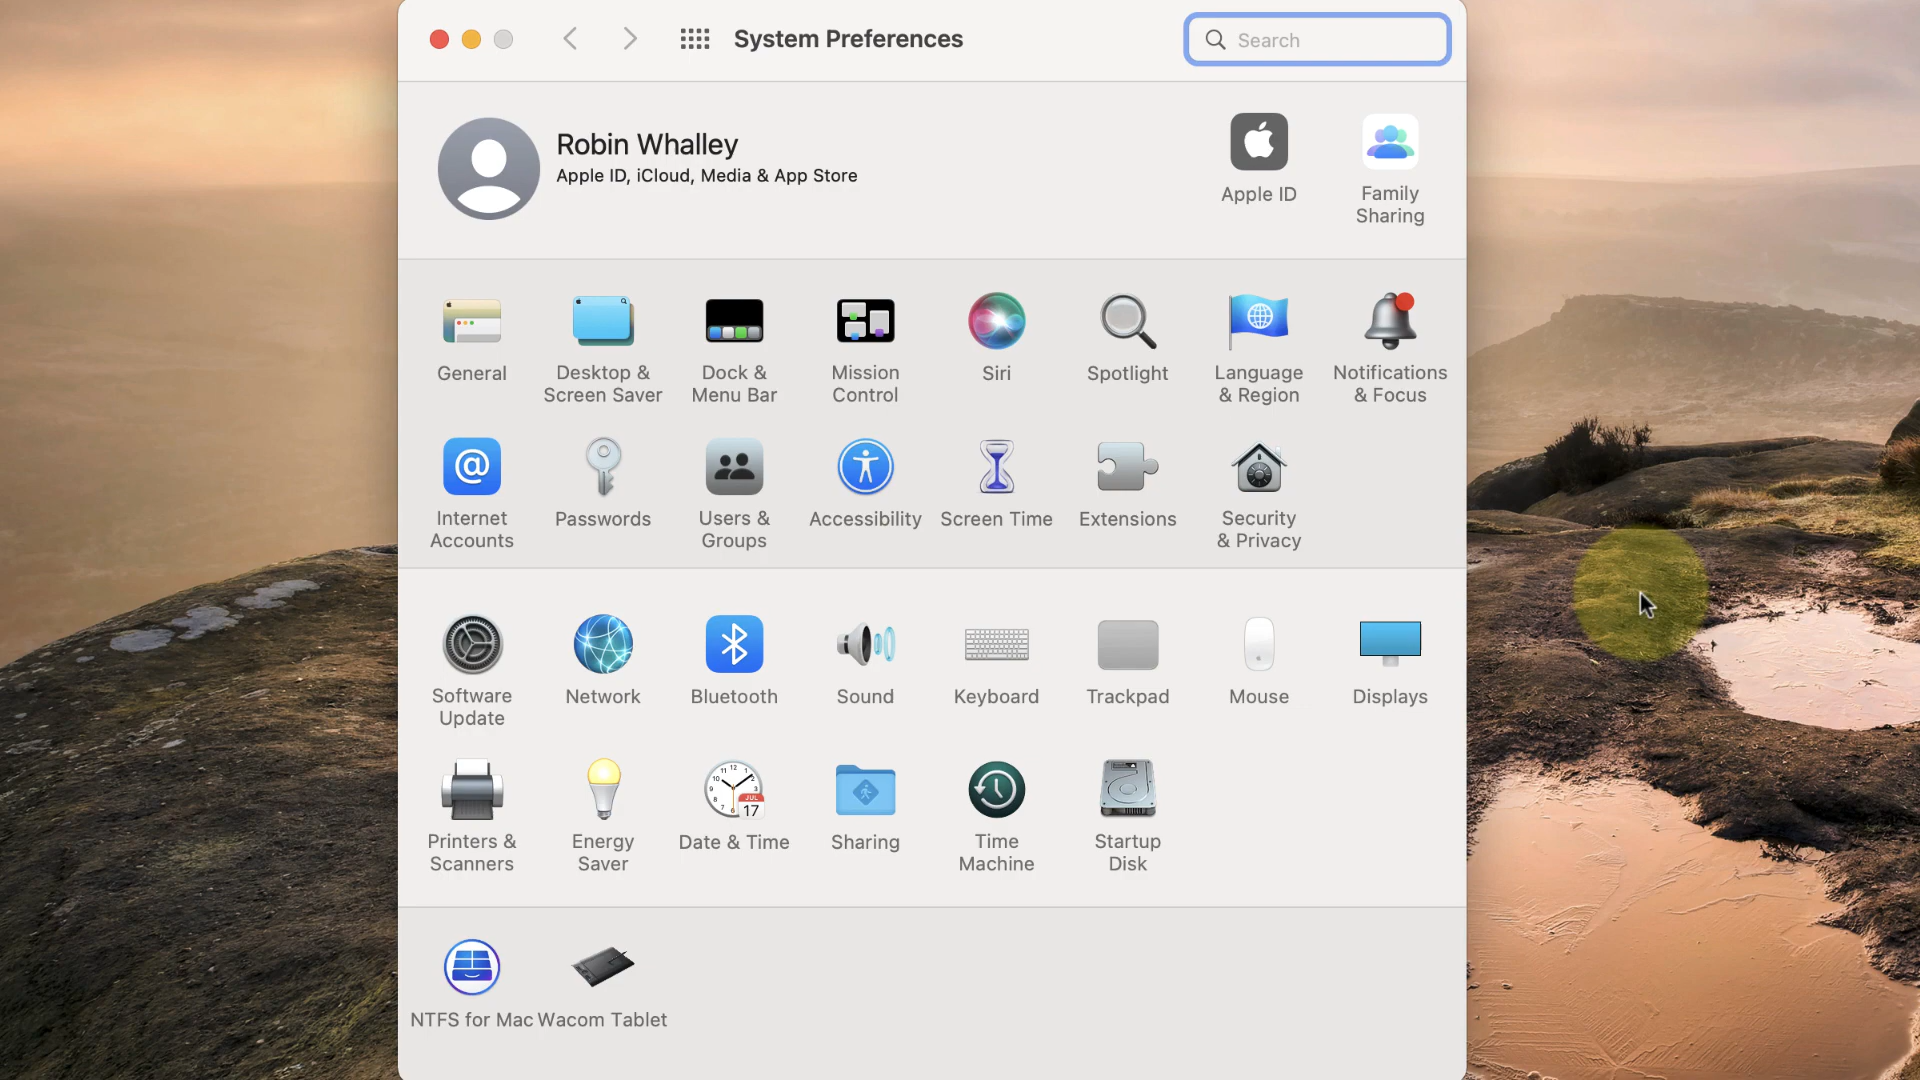 System Preferences
Search
Robin Whalley
Apple ID, iCloud, Media & App Store
Apple ID
Family
Sharing
General
Desktop &
Screen Saver
Dock &
Menu Bar
Mission
Control
Siri
Spotlight
Language
& Region
Notifications
& Focus
@
Internet
Accounts
Passwords
Users &
Groups
Accessibility
Screen Time
Extensions
Security
& Privacy
Software
Update
Network
Bluetooth
Sound
Keyboard
Trackpad
Mouse
Displays
Printers &
Scanners
Energy
Saver
JUL
17
Date & Time
Sharing
Time
Machine
Startup
Disk
NTFS for Mac
Wacom Tablet